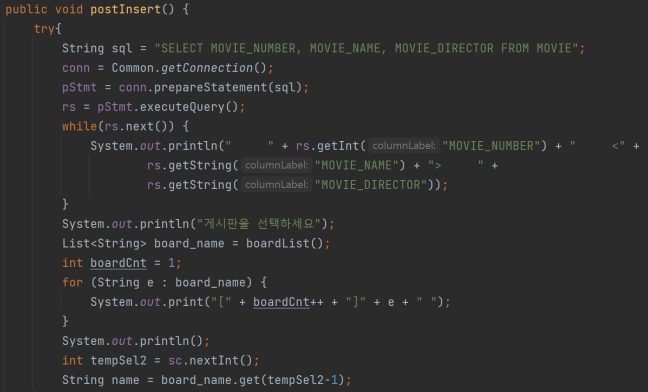 public void postInsert() {
try{
String sql = "SELECT MOVIE_NUMBER, MOVIE_NAME, MOVIE_DIRECTOR FROM MOVIE";
conn = Common.getConnection();
pStmt = conn.prepareStatement(sql);
rs = pStmt.executeQuery();
while(rs.next()) {
System.out.println("     " + rs.getInt( columnLabel: "MOVIE_NUMBER") + "     <" +
rs.getString( columnLabel: "MOVIE_NAME") + ">     " +
rs.getString( columnLabel: "MOVIE_DIRECTOR"));
}
System.out.println("게시판을 선택하세요");
List<String> board_name = boardList();
int boardCnt = 1;
for (String e : board_name) {
System.out.print("[" + boardCnt++ + "]" + e + " ");
}
System.out.println();
int tempSel2 = sc.nextInt();
String name = board_name.get(tempSel2-1);